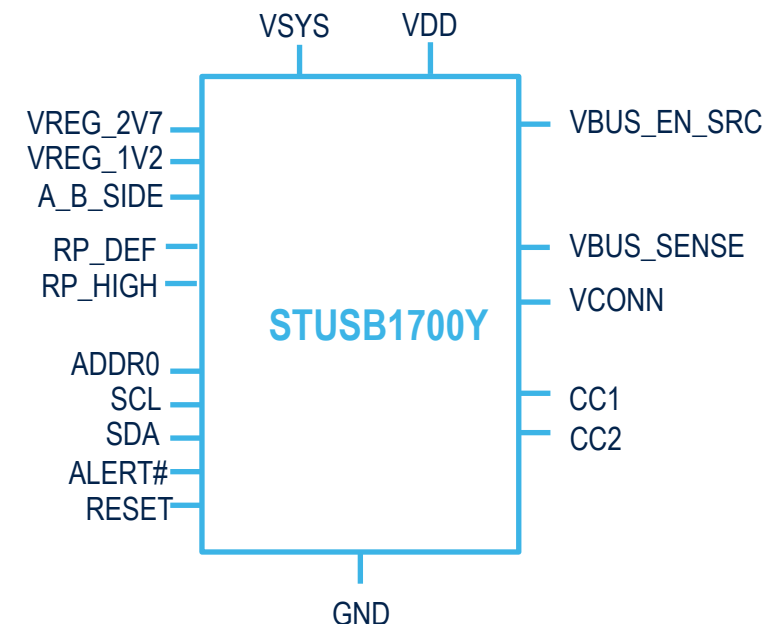 VSYS VDD
VREG_2V7 VBUS_EN_SRC
VREG_1V2
A_B_SIDE
RP_DEF VBUS_SENSE
RP_HIGH VCONN
STUSB1700Y
ADDR0
SCL CC1
SDA CC2
ALERT#
RESET
GND